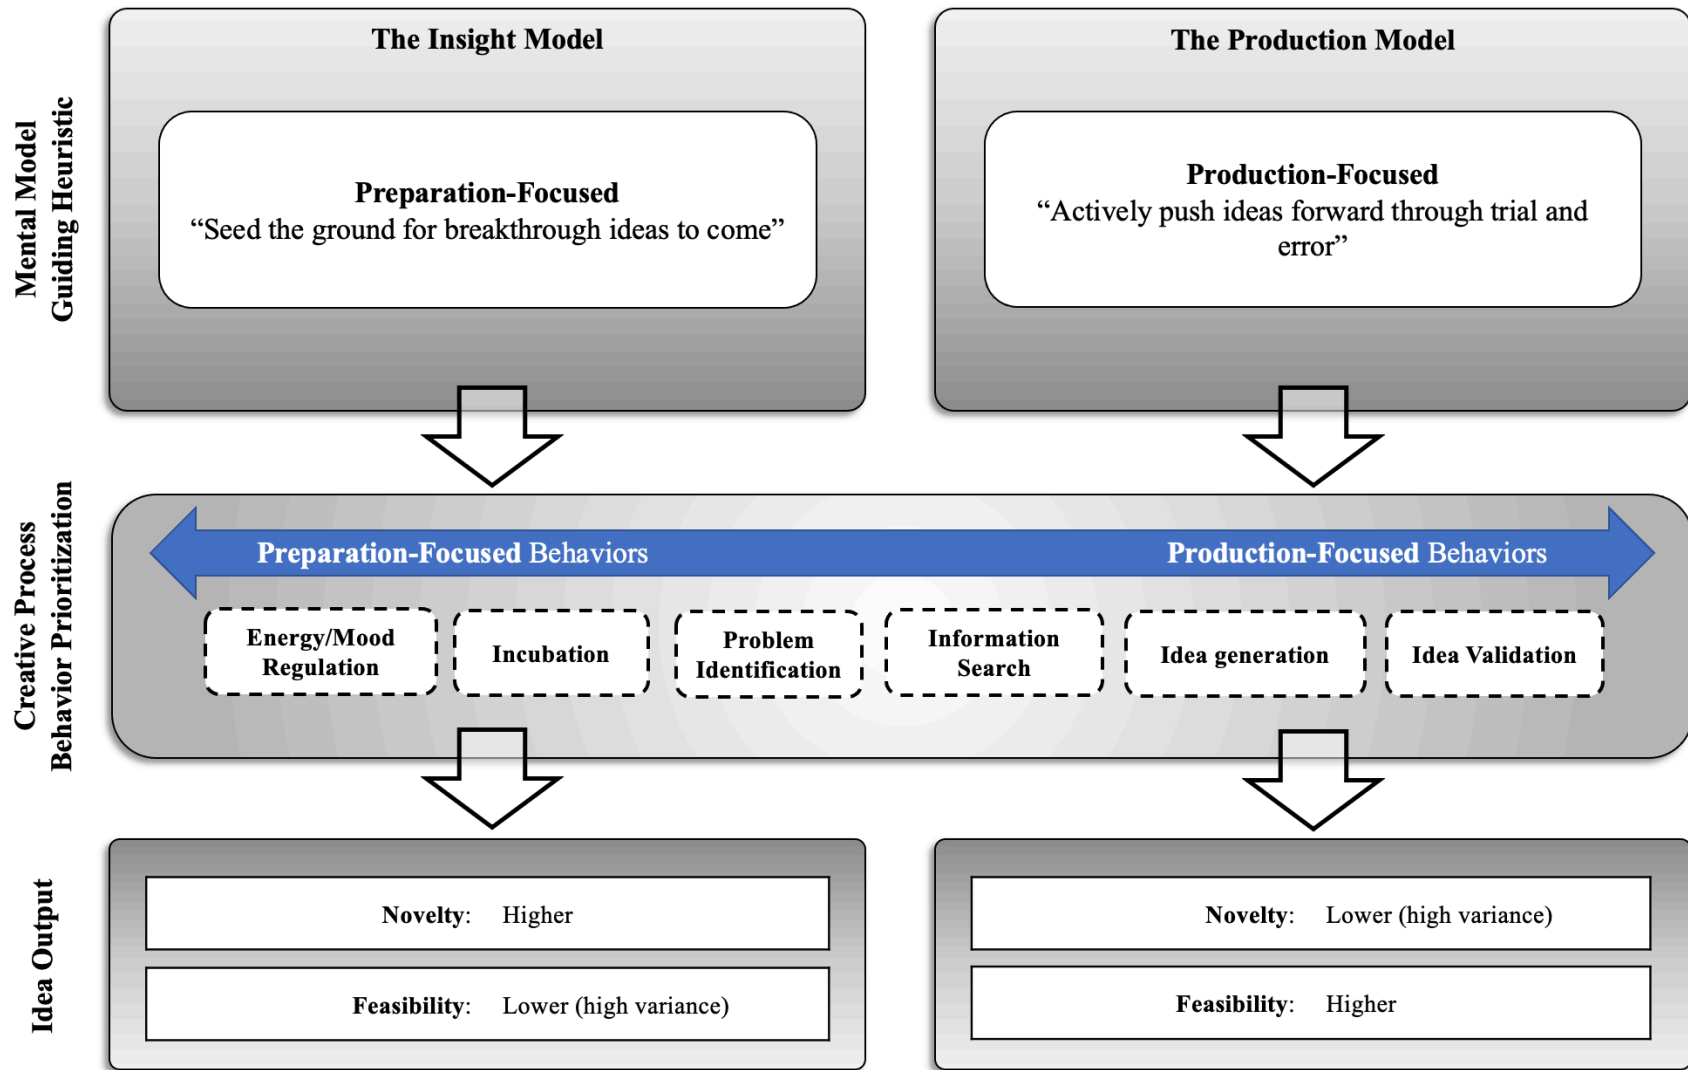 The Insight Model
The Production Model
Mental Model
Guiding Heuristic
Preparation-Focused
“Seed the ground for breakthrough ideas to come”
Production-Focused
“Actively push ideas forward through trial and
error”
Creative Process
Behavior Prioritization
Preparation-Focused Behaviors
Production-Focused Behaviors
Energy/Mood
Regulation
Incubation
Problem
Identification
Information
Search
Idea generation
Idea Validation
Idea Output
Novelty: Higher
Feasibility: Lower (high variance)
Novelty: Lower (high variance)
Feasibility: Higher